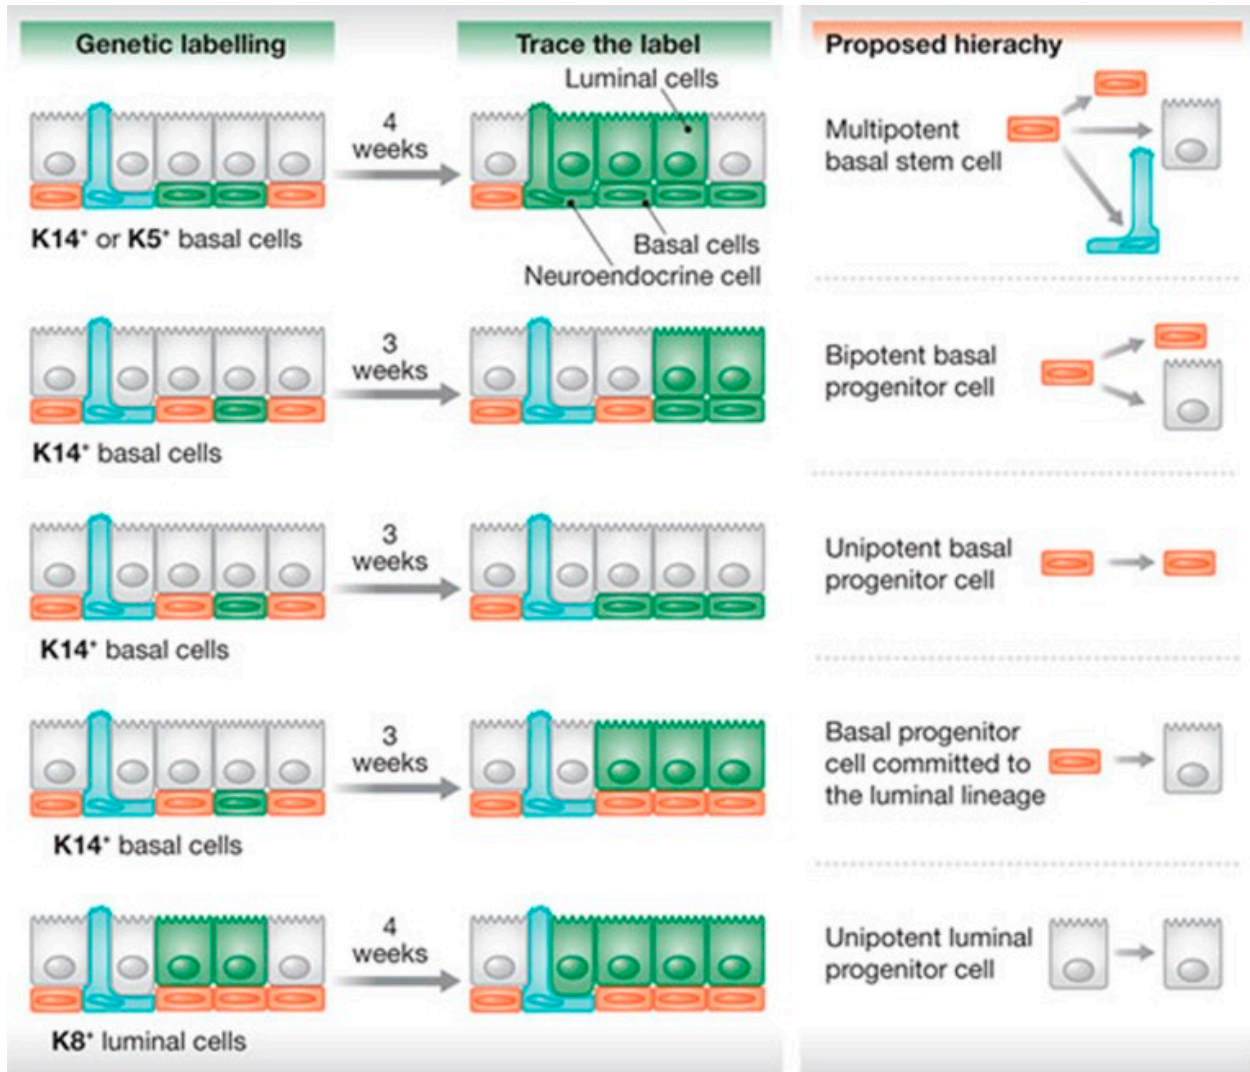 Genetic labelling
Trace the label
Proposed hierachy
Luminal cells
4
weeks
Multipotent
basal stem cell
K14* or K5* basal cells
Basal cells
Neuroendocrine cell
3
weeks
Bipotent basal
progenitor cell
K14* basal cells
3
weeks
Unipotent basal
progenitor cell
K14* basal cells
3
weeks
Basal progenitor
cell committed to
the luminal lineage
K14* basal cells
4
weeks
Unipotent luminal
progenitor cell
K8* luminal cells